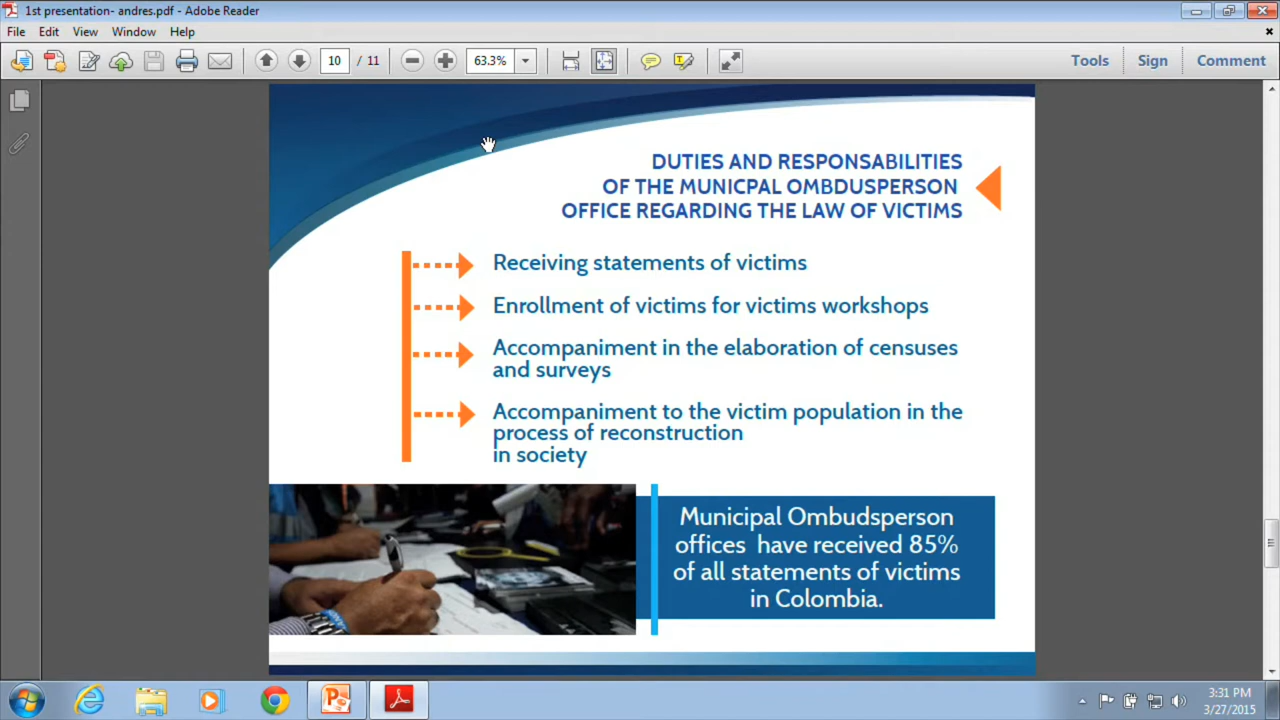 1st presentation- andres.pdf - Adobe Reader
File Edit View Window Help
10 / 11 63.3% Tools Sign Comment
DUTIES AND RESPONSABILITIES
OF THE MUNICPAL OMBDUSPERSON
OFFICE REGARDING THE LAW OF VICTIMS
Receiving statements of victims
Enrollment of victims for victims workshops
Accompaniment in the elaboration of censuses
and surveys
Accompaniment to the victim population in the
process of reconstruction
in society
Municipal Ombudsperson
offices have received 85%
of all statements of victims
in Colombia.
3:31 PM
3/27/2015